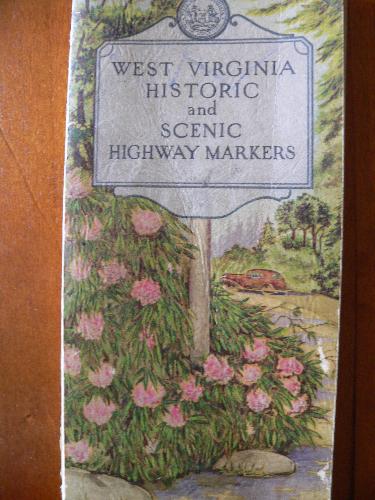 WEST VIRGINIA
HISTORIC
and
SCENIC
HIGHWAY MARKERS